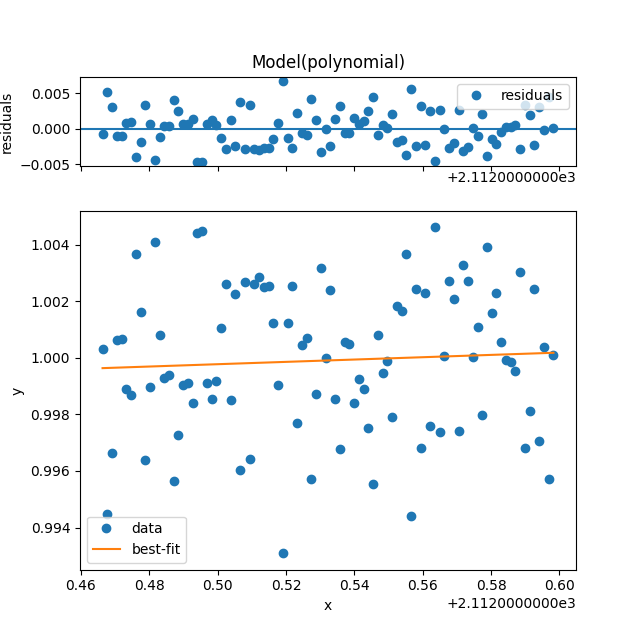 Model(polynomial)
residuals
0.005
0.000
−0.005
residuals
+2.1120000000e3
y
1.004
1.002
1.000
0.998
0.996
0.994
data
best-fit
0.46
0.48
0.50
0.52
0.54
0.56
0.58
0.60
x
+2.1120000000e3